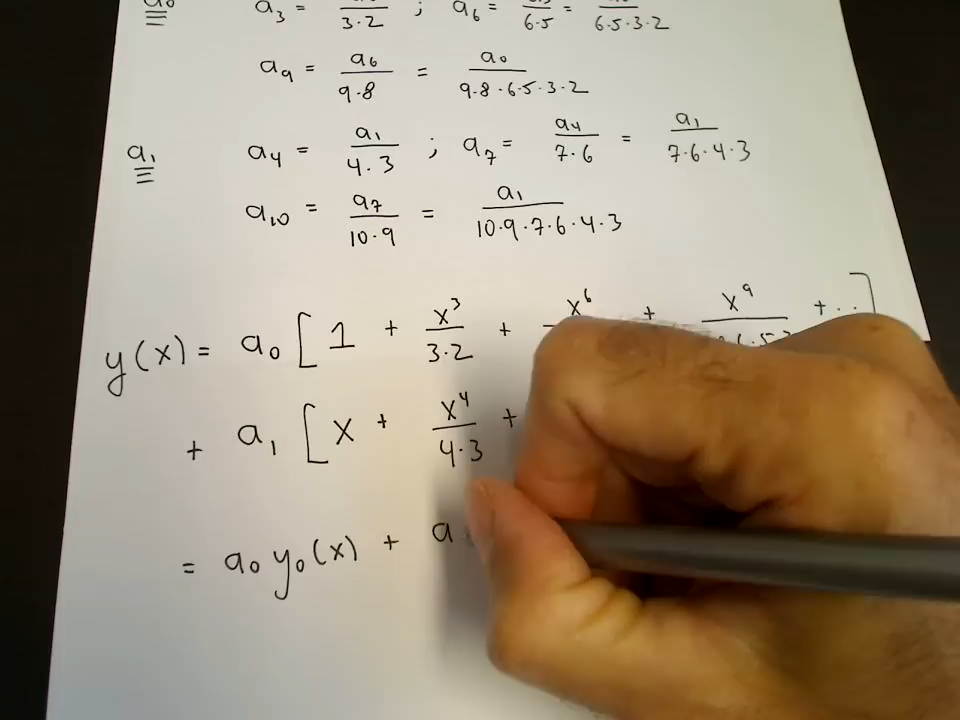 a₀ a₃ = / 3·2 ; a₆ = / 6·5 = / 6·5·3·2
a₉ = a₆ / 9·8 = a₀ / 9·8·6·5·3·2
a₁ a₄ = a₁ / 4·3 ; a₇ = a₄ / 7·6 = a₁ / 7·6·4·3
a₁₀ = a₇ / 10·9 = a₁ / 10·9·7·6·4·3
y(x) = a₀ [ 1 + x³ / 3·2 + x⁶ + x⁹ / + ... ]
+ a₁ [ x + x⁴ / 4·3 +
= a₀ y₀(x) + a